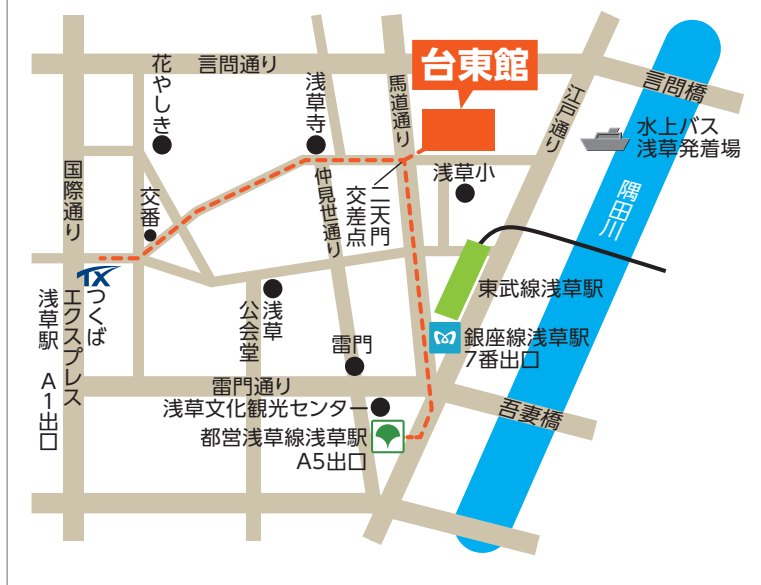 言問通り
台東館
花やしき
浅草寺
馬道通り
江戸通り
言問橋
水上バス
浅草発着場
国際通り
交番
仲見世通り
二天門
交差点
浅草小
隅田川
TX
つくば
エクスプレス
浅草駅 A1出口
浅草
公会堂
東武線浅草駅
雷門
銀座線浅草駅
7番出口
雷門通り
浅草文化観光センター
吾妻橋
都営浅草線浅草駅
A5出口